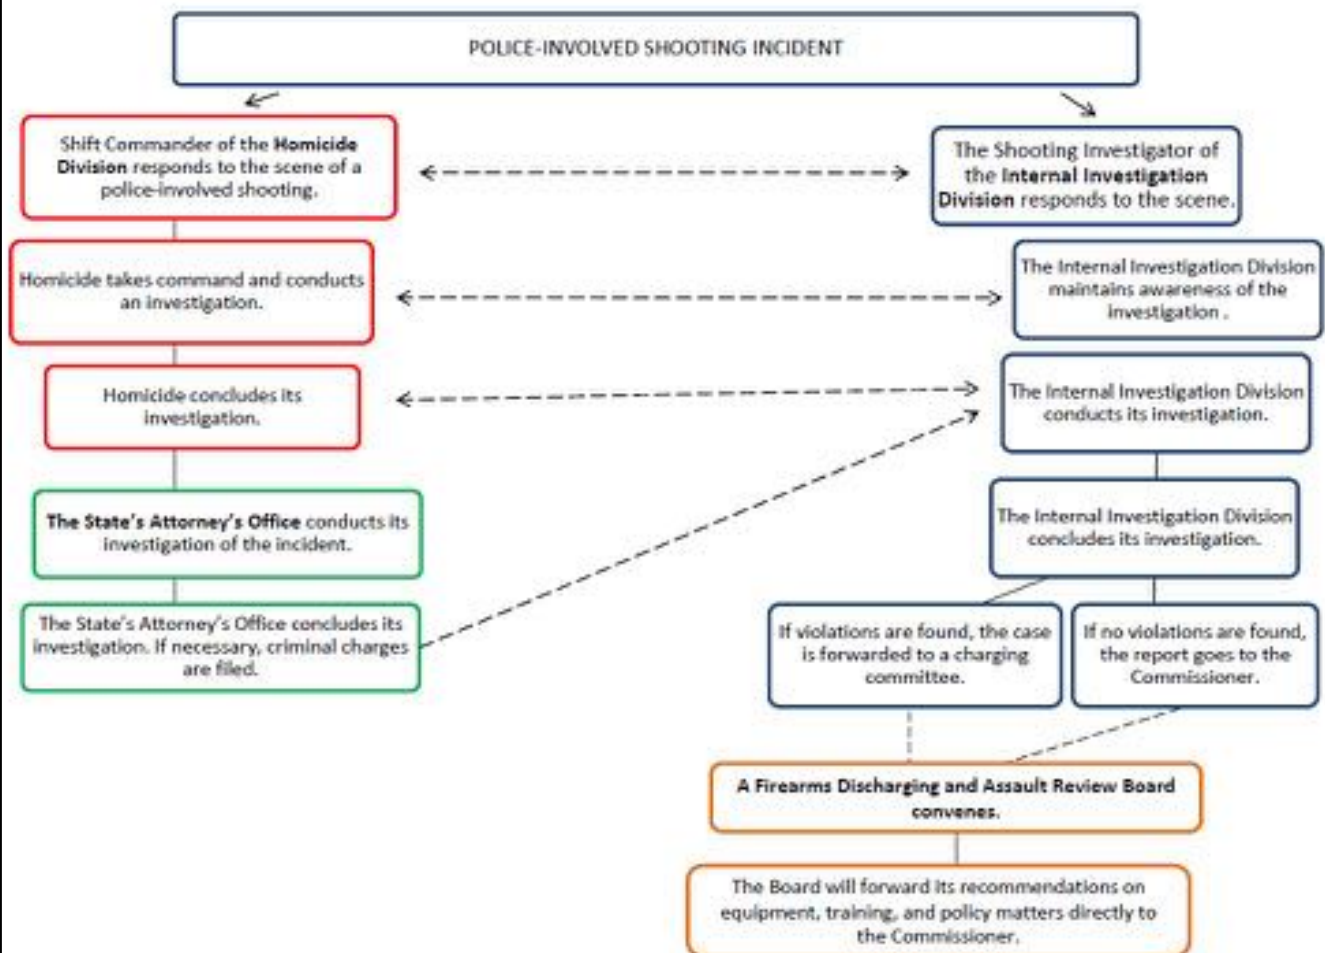 POLICE-INVOLVED SHOOTING INCIDENT
Shift Commander of the Homicide
Division responds to the scene of a
police-involved shooting.
The Shooting Investigator of
the Internal Investigation
Division responds to the scene.
Homicide takes command and conducts
an investigation.
The Internal Investigation Division
maintains awareness of the
investigation .
Homicide concludes its
investigation.
The Internal Investigation Division
conducts its investigation.
The State's Attorney's Office conducts its
investigation of the incident.
The Internal Investigation Division
concludes its investigation.
The State's Attorney's Office concludes its
investigation. If necessary, criminal charges
are filed.
If violations are found, the case
is forwarded to a charging
committee.
If no violations are found,
the report goes to the
Commissioner.
A Firearms Discharging and Assault Review Board
convenes.
The Board will forward its recommendations on
equipment, training, and policy matters directly to
the Commissioner.